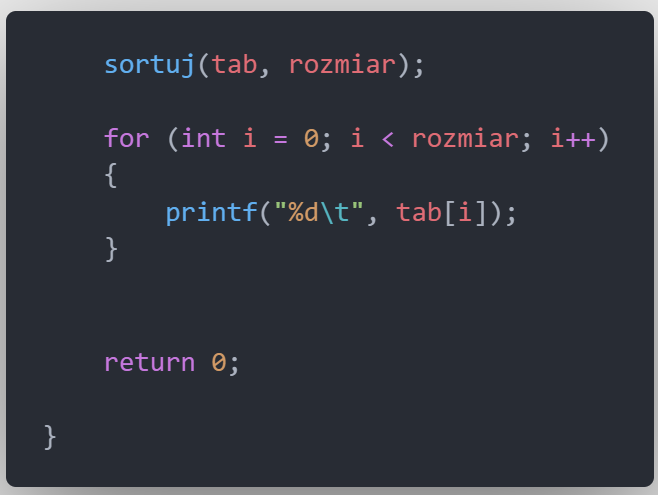 sortuj(tab, rozmiar);
for (int i = 0; i < rozmiar; i++)
{
printf("%d\t", tab[i]);
}
return 0;
}